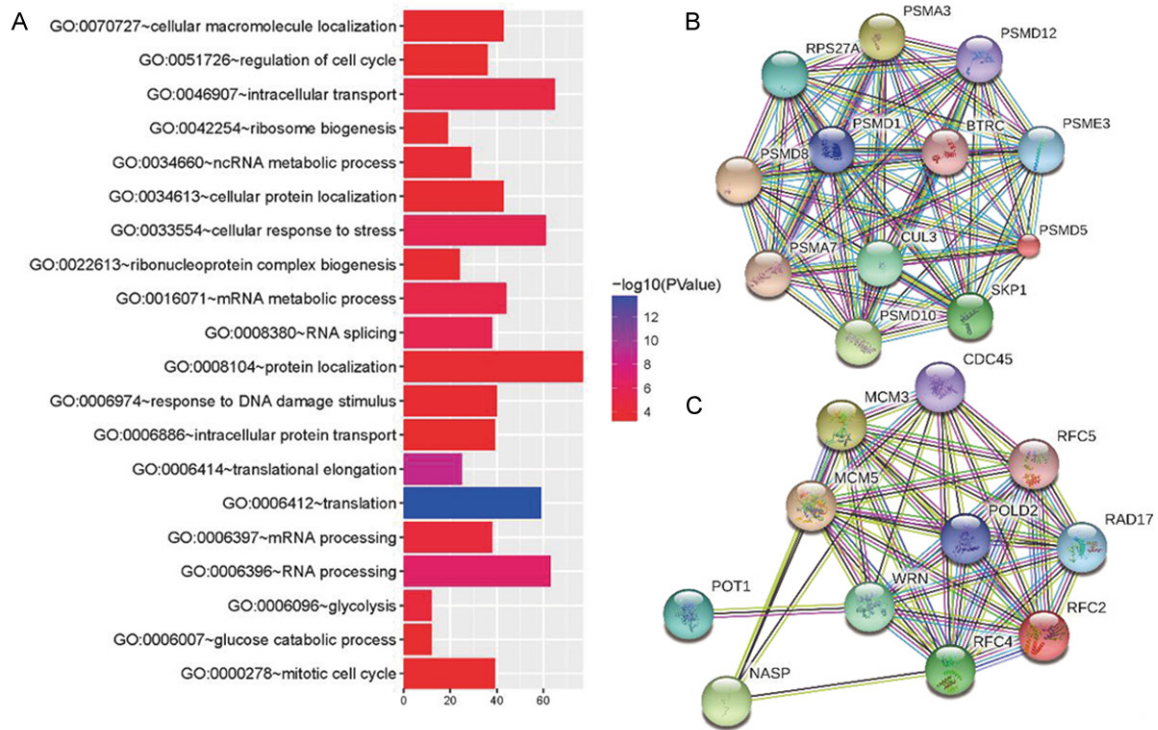 A
GO:0070727~cellular macromolecule localization
GO:0051726~regulation of cell cycle
GO:0046907~intracellular transport
GO:0042254~ribosome biogenesis
GO:0034660~ncRNA metabolic process
GO:0034613~cellular protein localization
GO:0033554~cellular response to stress
GO:0022613~ribonucleoprotein complex biogenesis
GO:0016071~mRNA metabolic process
GO:0008380~RNA splicing
GO:0008104~protein localization
GO:0006974~response to DNA damage stimulus
GO:0006886~intracellular protein transport
GO:0006414~translational elongation
GO:0006412~translation
GO:0006397~mRNA processing
GO:0006396~RNA processing
GO:0006096~glycolysis
GO:0006007~glucose catabolic process
GO:0000278~mitotic cell cycle
0 20 40 60
−log10(PValue)
12
10
8
6
4
B
PSMA3
PSMD12
RPS27A
PSMD1
BTRC
PSME3
PSMD8
PSMD5
CUL3
PSMA7
SKP1
PSMD10
C
CDC45
MCM3
RFC5
MCM5
POLD2
RAD17
WRN
POT1
RFC2
RFC4
NASP